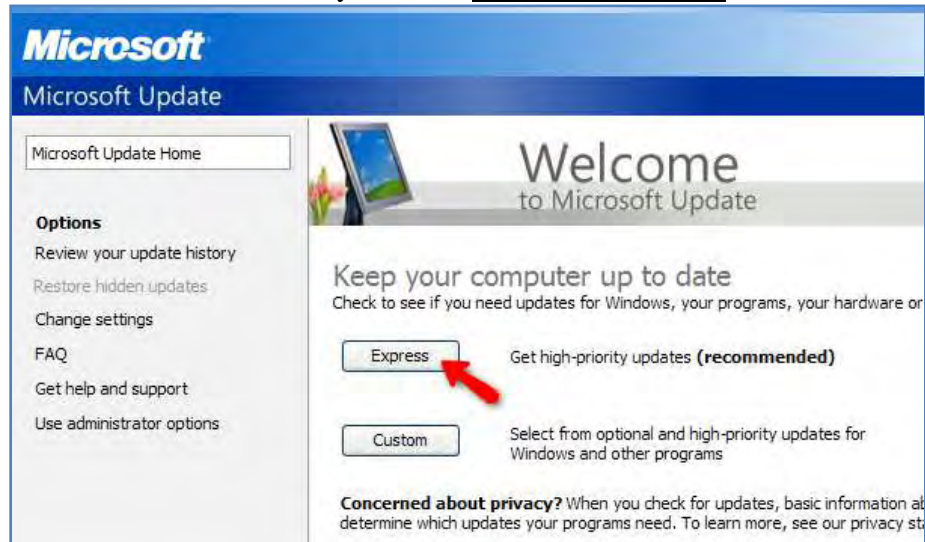 Microsoft
Microsoft Update
Microsoft Update Home
Options
Review your update history
Restore hidden updates
Change settings
FAQ
Get help and support
Use administrator options
Welcome
to Microsoft Update
Keep your computer up to date
Check to see if you need updates for Windows, your programs, your hardware or
Express
Get high-priority updates (recommended)
Custom
Select from optional and high-priority updates for
Windows and other programs
Concerned about privacy? When you check for updates, basic information
determine which updates your programs need. To learn more, see our privacy